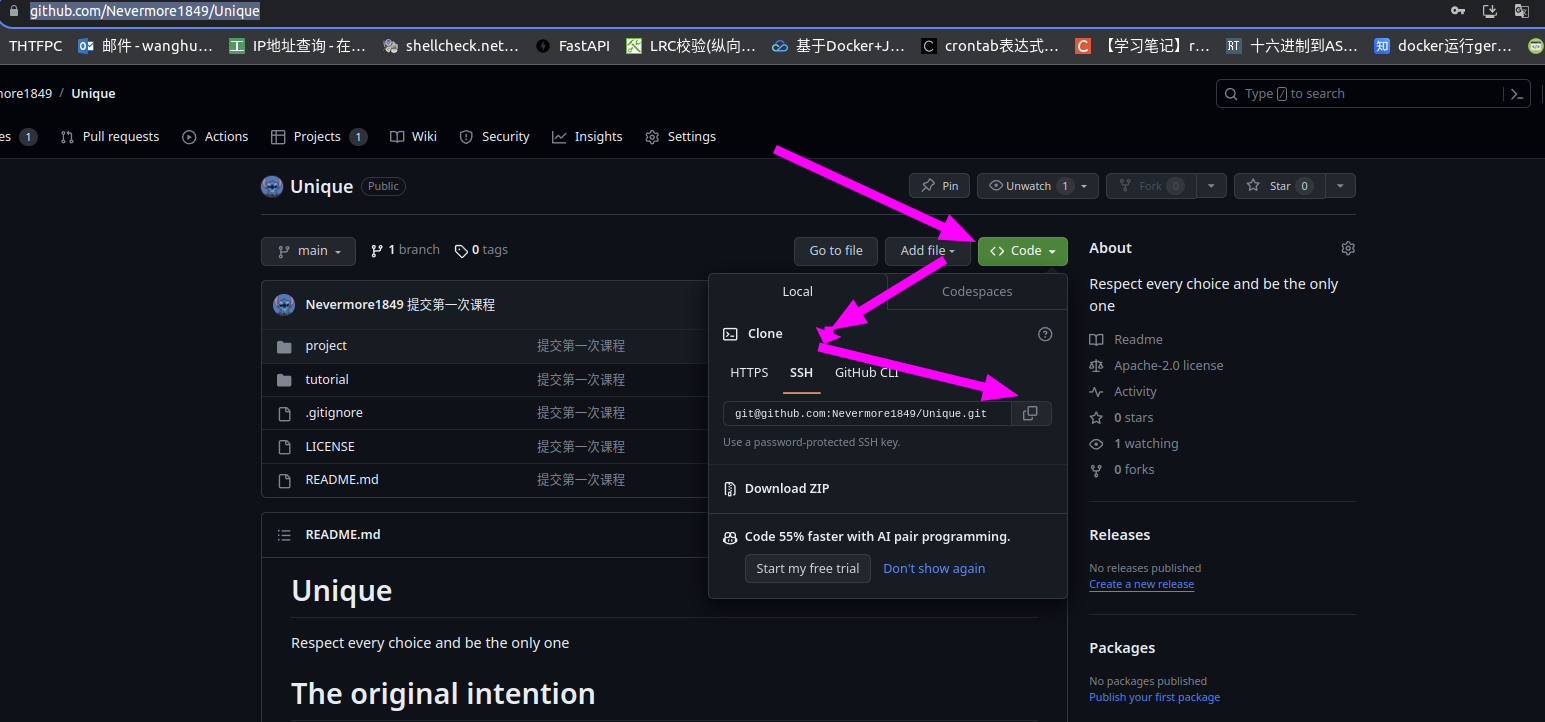 github.com/Nevermore1849/Unique
THTFPC 邮件 - wanghu... IP地址查询 - 在... shellcheck.net... FastAPI LRC校验(纵向... 基于Docker+J... crontab表达式... 【学习笔记】r... 十六进制到AS... docker运行ger...
more1849 / Unique
Type / to search
es 1 Pull requests Actions Projects 1 Wiki Security Insights Settings
Unique Public
Pin Unwatch 1 Fork 0 Star 0
main 1 branch 0 tags
Go to file Add file Code
Nevermore1849 提交第一次课程
project 提交第一次课程
tutorial 提交第一次课程
.gitignore 提交第一次课程
LICENSE 提交第一次课程
README.md 提交第一次课程
Local Codespaces
Clone
HTTPS SSH GitHub CLI
git@github.com:Nevermore1849/Unique.git
Use a password-protected SSH key.
Download ZIP
Code 55% faster with AI pair programming.
Start my free trial Don't show again
README.md
Unique
Respect every choice and be the only one
The original intention
About
Respect every choice and be the only
one
Readme
Apache-2.0 license
Activity
0 stars
1 watching
0 forks
Releases
No releases published
Create a new release
Packages
No packages published
Publish your first package